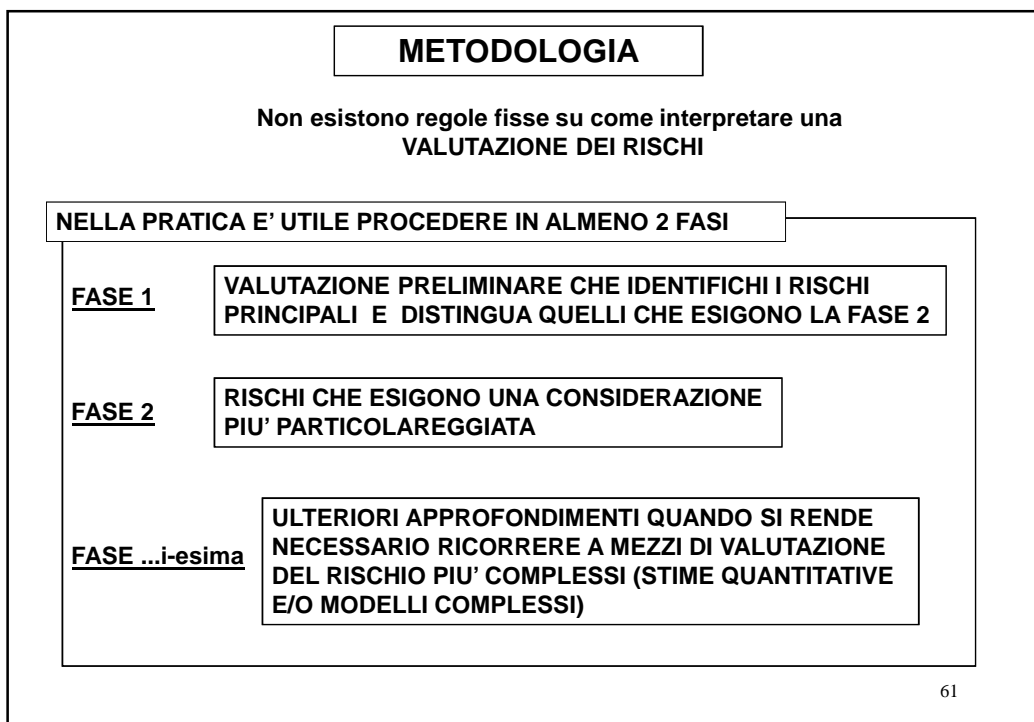 METODOLOGIA
Non esistono regole fisse su come interpretare una
VALUTAZIONE DEI RISCHI
NELLA PRATICA E’ UTILE PROCEDERE IN ALMENO 2 FASI
FASE 1
VALUTAZIONE PRELIMINARE CHE IDENTIFICHI I RISCHI
PRINCIPALI E DISTINGUA QUELLI CHE ESIGONO LA FASE 2
FASE 2
RISCHI CHE ESIGONO UNA CONSIDERAZIONE
PIU’ PARTICOLAREGGIATA
FASE ...i-esima
ULTERIORI APPROFONDIMENTI QUANDO SI RENDE
NECESSARIO RICORRERE A MEZZI DI VALUTAZIONE
DEL RISCHIO PIU’ COMPLESSI (STIME QUANTITATIVE
E/O MODELLI COMPLESSI)
61